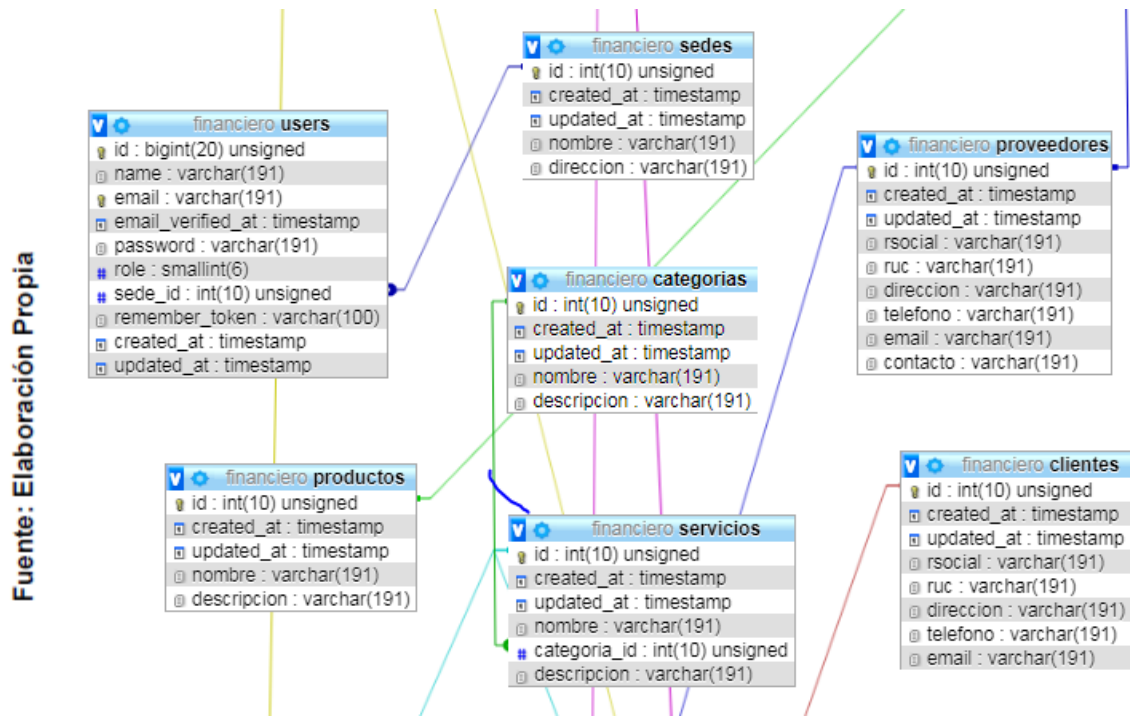 Fuente: Elaboración Propia
financiero users
id : bigint(20) unsigned
name : varchar(191)
email : varchar(191)
email_verified_at : timestamp
password : varchar(191)
role : smallint(6)
sede_id : int(10) unsigned
remember_token : varchar(100)
created_at : timestamp
updated_at : timestamp
financiero sedes
id : int(10) unsigned
created_at : timestamp
updated_at : timestamp
nombre : varchar(191)
direccion : varchar(191)
financiero proveedores
id : int(10) unsigned
created_at : timestamp
updated_at : timestamp
rsocial : varchar(191)
ruc : varchar(191)
direccion : varchar(191)
telefono : varchar(191)
email : varchar(191)
contacto : varchar(191)
financiero categorias
id : int(10) unsigned
created_at : timestamp
updated_at : timestamp
nombre : varchar(191)
descripcion : varchar(191)
financiero productos
id : int(10) unsigned
created_at : timestamp
updated_at : timestamp
nombre : varchar(191)
descripcion : varchar(191)
financiero servicios
id : int(10) unsigned
created_at : timestamp
updated_at : timestamp
nombre : varchar(191)
categoria_id : int(10) unsigned
descripcion : varchar(191)
financiero clientes
id : int(10) unsigned
created_at : timestamp
updated_at : timestamp
rsocial : varchar(191)
ruc : varchar(191)
direccion : varchar(191)
telefono : varchar(191)
email : varchar(191)